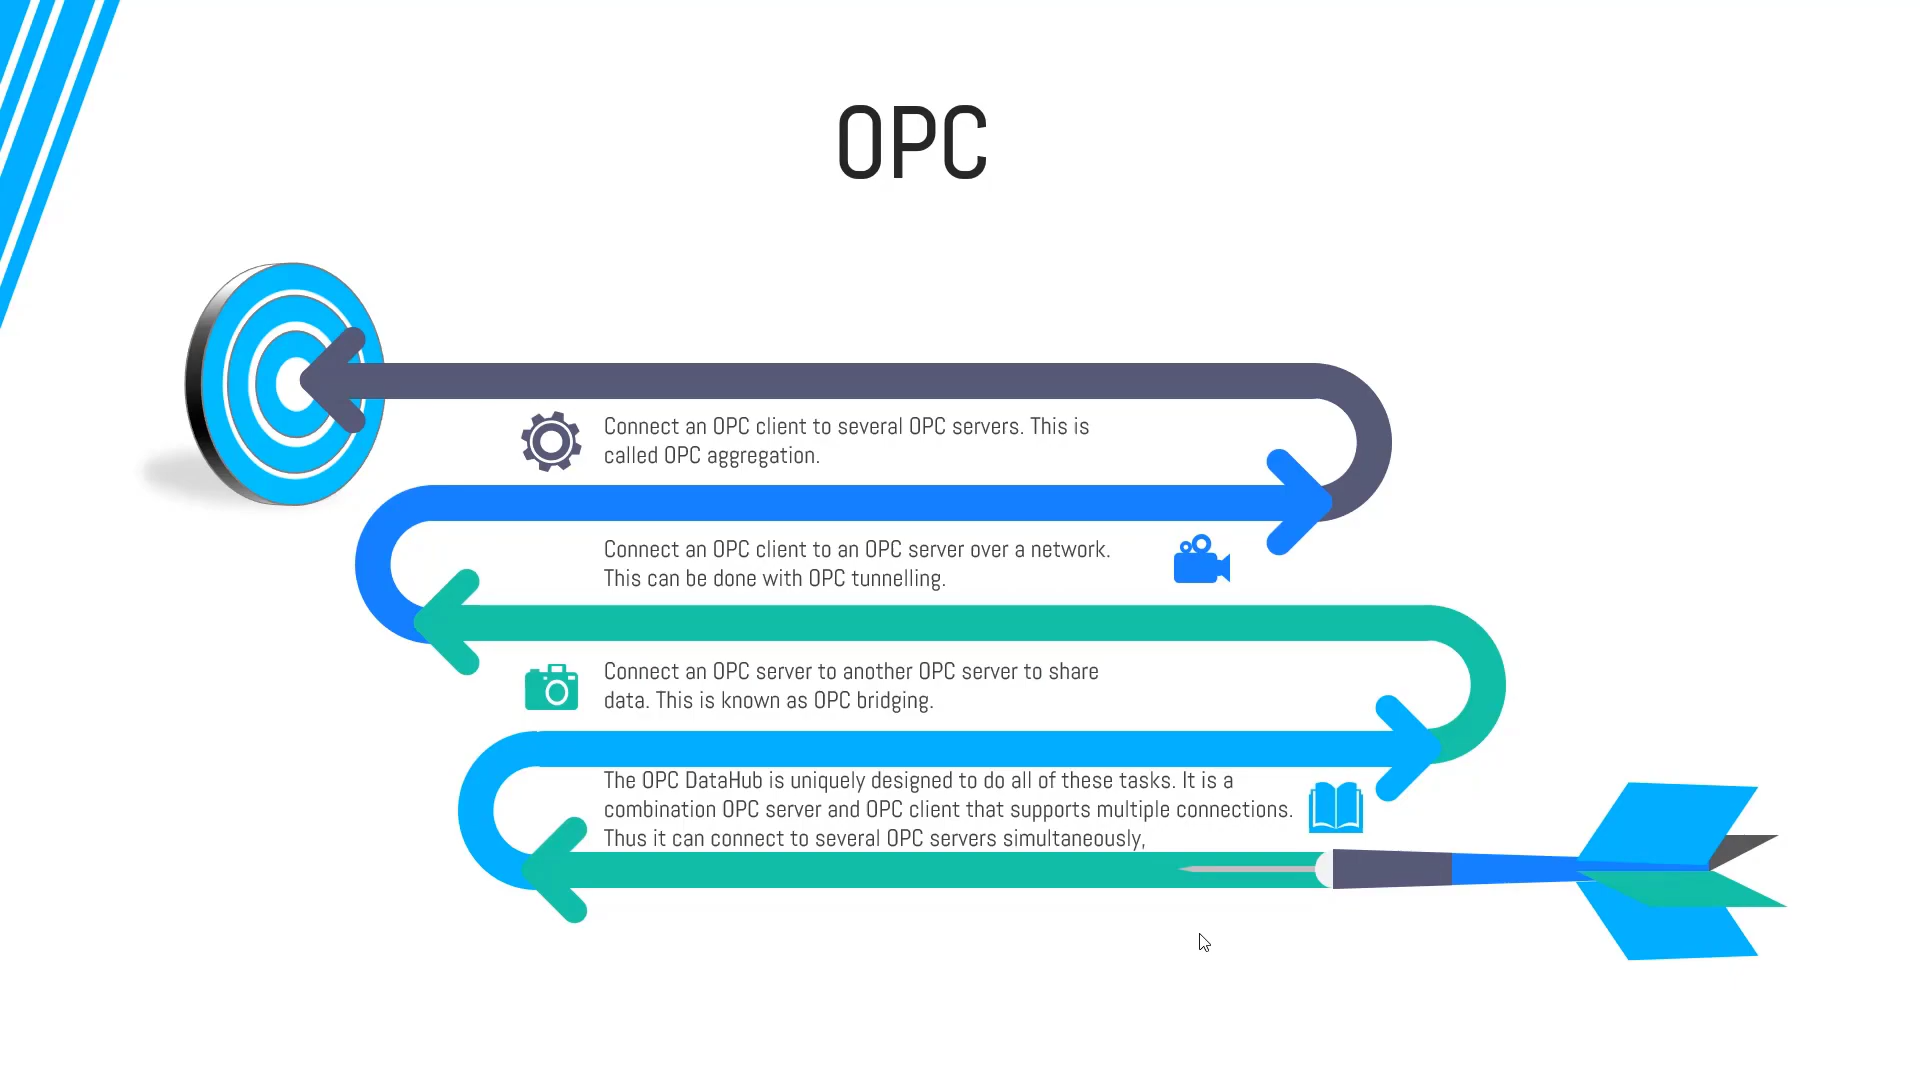 OPC
Connect an OPC client to several OPC servers. This is
called OPC aggregation.
Connect an OPC client to an OPC server over a network.
This can be done with OPC tunnelling.
Connect an OPC server to another OPC server to share
data. This is known as OPC bridging.
The OPC DataHub is uniquely designed to do all of these tasks. It is a
combination OPC server and OPC client that supports multiple connections.
Thus it can connect to several OPC servers simultaneously,